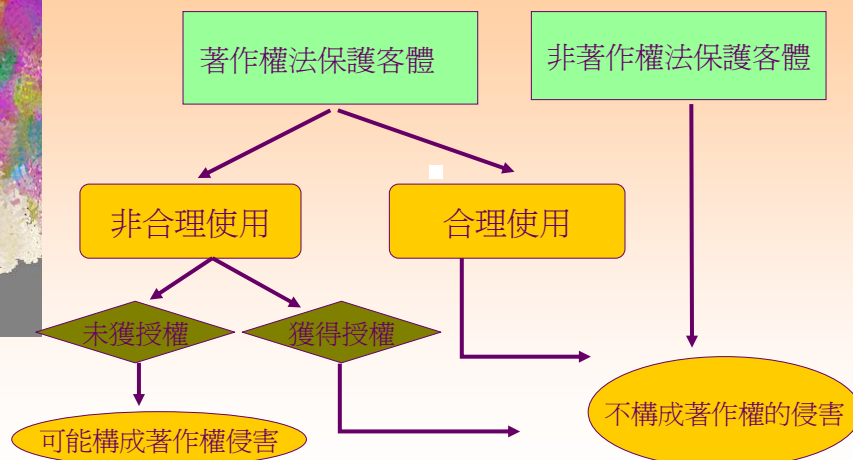 著作權法保護客體
非著作權法保護客體
非合理使用
合理使用
未獲授權
獲得授權
不構成著作權的侵害
可能構成著作權侵害